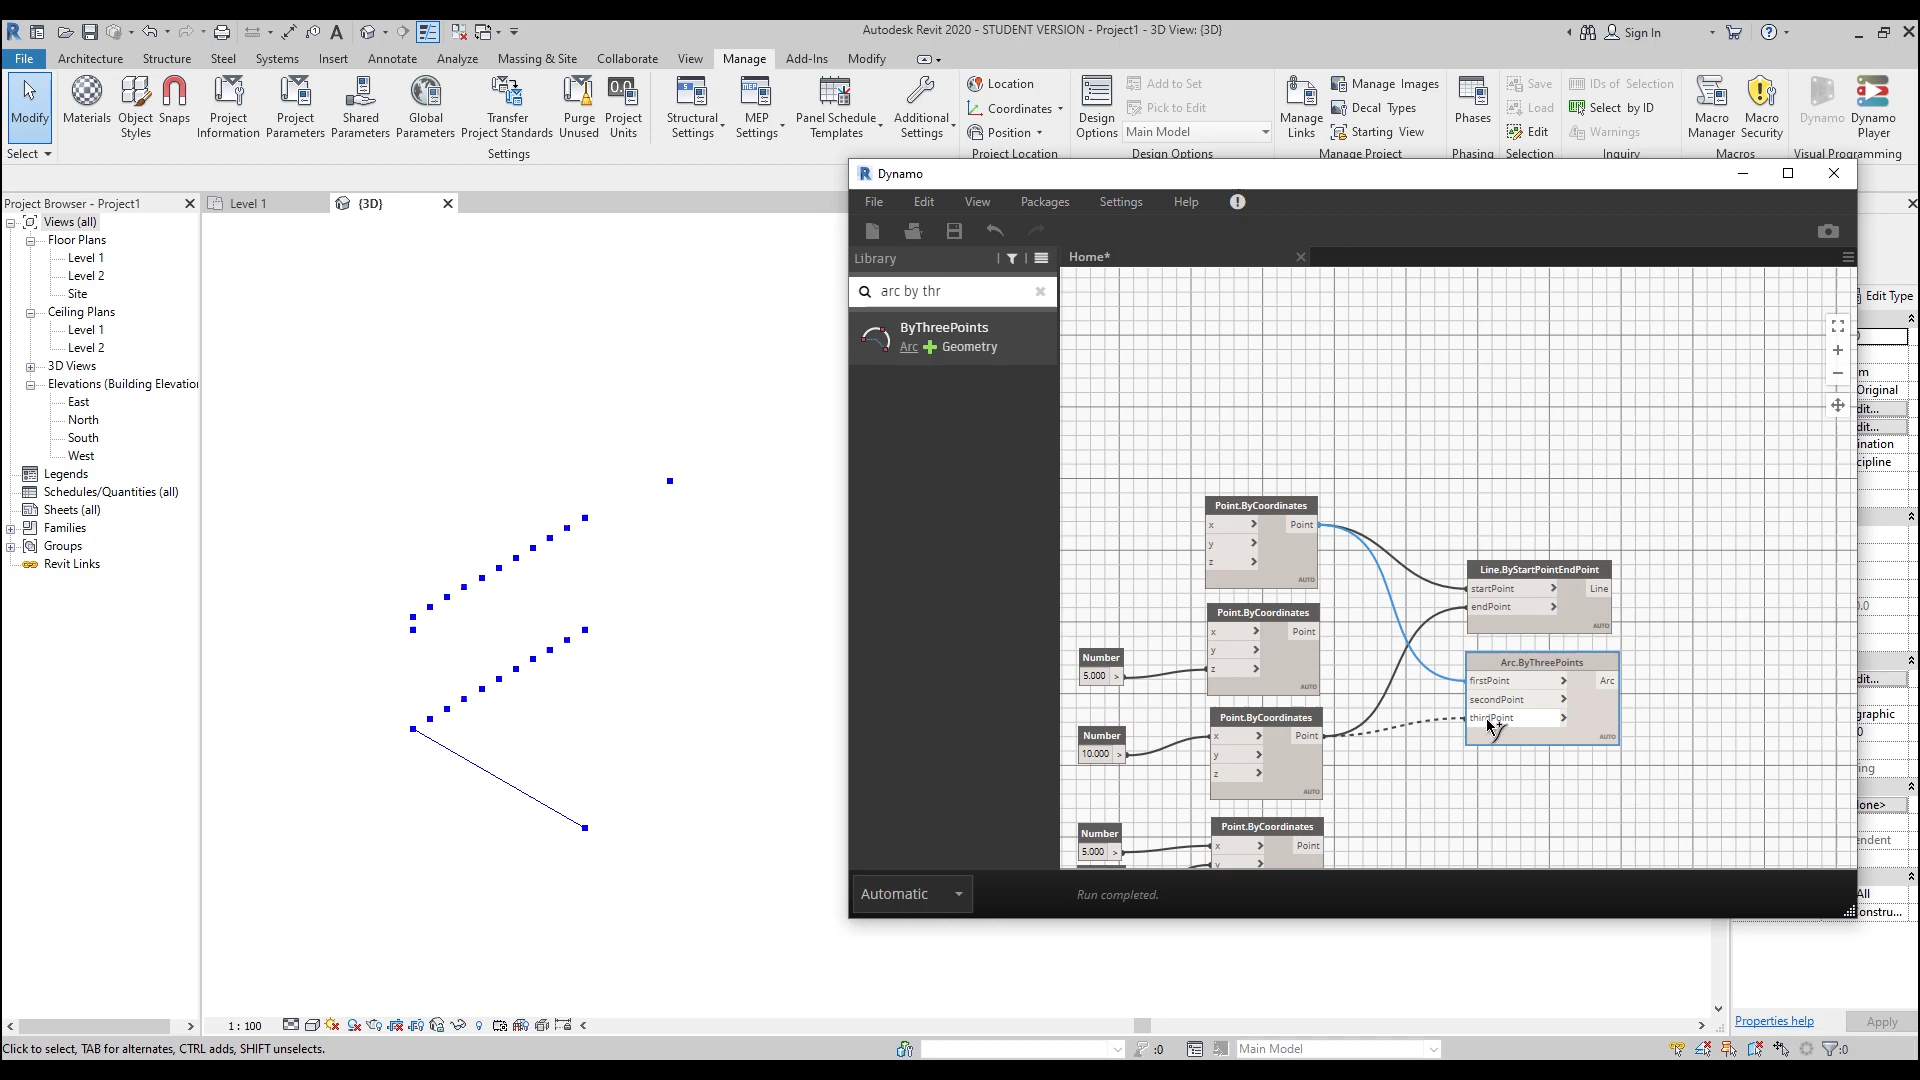 Autodesk Revit 2020 - STUDENT VERSION - Project1 - 3D View: {3D}
Sign In
File
Architecture
Structure
Steel
Systems
Insert
Annotate
Analyze
Massing & Site
Collaborate
View
Manage
Add-Ins
Modify
Modify
Materials
Object Styles
Snaps
Project Information
Project Parameters
Shared Parameters
Global Parameters
Transfer Project Standards
Purge Unused
Project Units
Structural Settings
MEP Settings
Panel Schedule Templates
Additional Settings
Location
Coordinates
Position
Design Options
Add to Set
Pick to Edit
Main Model
Manage Links
Manage Images
Decal Types
Starting View
Phases
Save
Load
Edit
IDs of Selection
Select by ID
Warnings
Macro Manager
Macro Security
Dynamo
Dynamo Player
Select
Settings
Project Location
Design Options
Manage Project
Phasing
Selection
Inquiry
Macros
Visual Programming
Project Browser - Project1
Views (all)
Floor Plans
Level 1
Level 2
Site
Ceiling Plans
Level 1
Level 2
3D Views
Elevations (Building Elevation
East
North
South
West
Legends
Schedules/Quantities (all)
Sheets (all)
Families
Groups
Revit Links
Level 1
{3D}
Dynamo
File
Edit
View
Packages
Settings
Help
Library
Home*
arc by thr
ByThreePoints
Arc
Geometry
Point.ByCoordinates
x
y
z
Point
AUTO
Point.ByCoordinates
x
y
z
Point
AUTO
Number
5.000 >
Point.ByCoordinates
x
y
z
Point
AUTO
Number
10.000 >
Point.ByCoordinates
x
y
Point
Number
5.000 >
Line.ByStartPointEndPoint
startPoint
endPoint
Line
AUTO
Arc.ByThreePoints
firstPoint
secondPoint
thirdPoint
Arc
AUTO
Automatic
Run completed.
Edit Type
Original
dit...
dit...
ination
cipline
dit...
graphic
ing
lone>
endent
All
onstru...
Properties help
Apply
1 : 100
Click to select, TAB for alternates, CTRL adds, SHIFT unselects.
:0
Main Model
:0